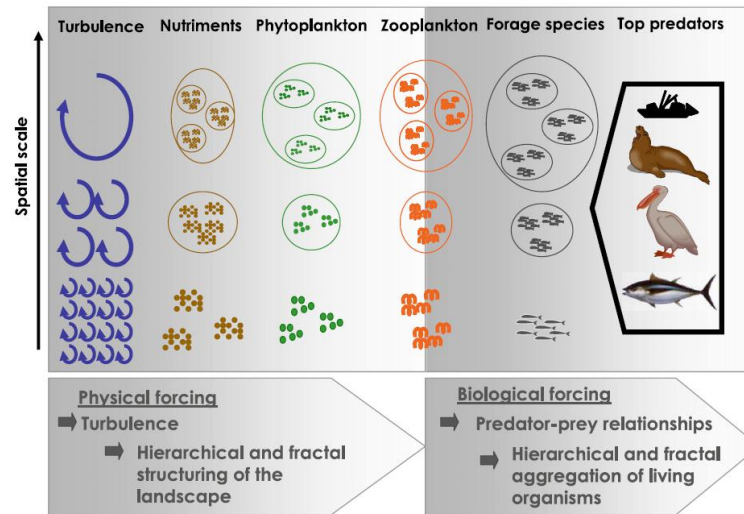 Turbulence Nutriments Phytoplankton Zooplankton Forage species Top predators
Spatial scale
Physical forcing
Turbulence
Hierarchical and fractal
structuring of the
landscape
Biological forcing
Predator-prey relationships
Hierarchical and fractal
aggregation of living
organisms